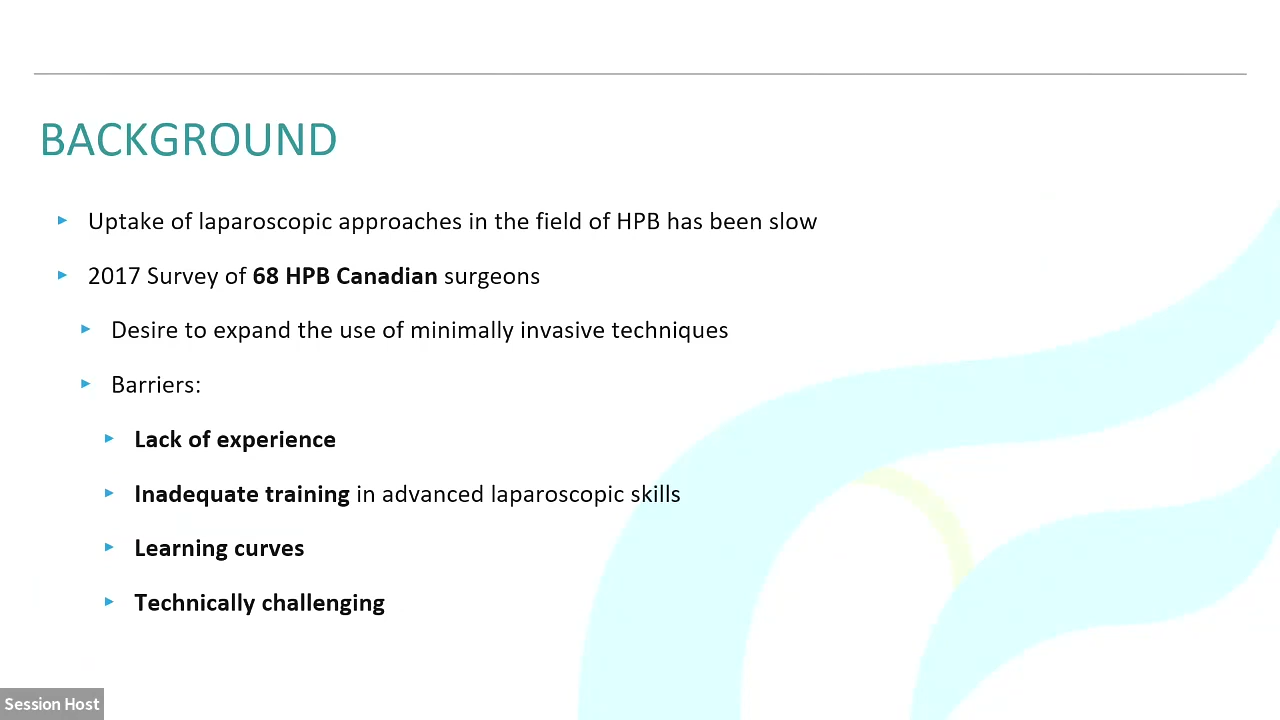 BACKGROUND
Uptake of laparoscopic approaches in the field of HPB has been slow
2017 Survey of 68 HPB Canadian surgeons
Desire to expand the use of minimally invasive techniques
Barriers:
Lack of experience
Inadequate training in advanced laparoscopic skills
Learning curves
Technically challenging
Session Host